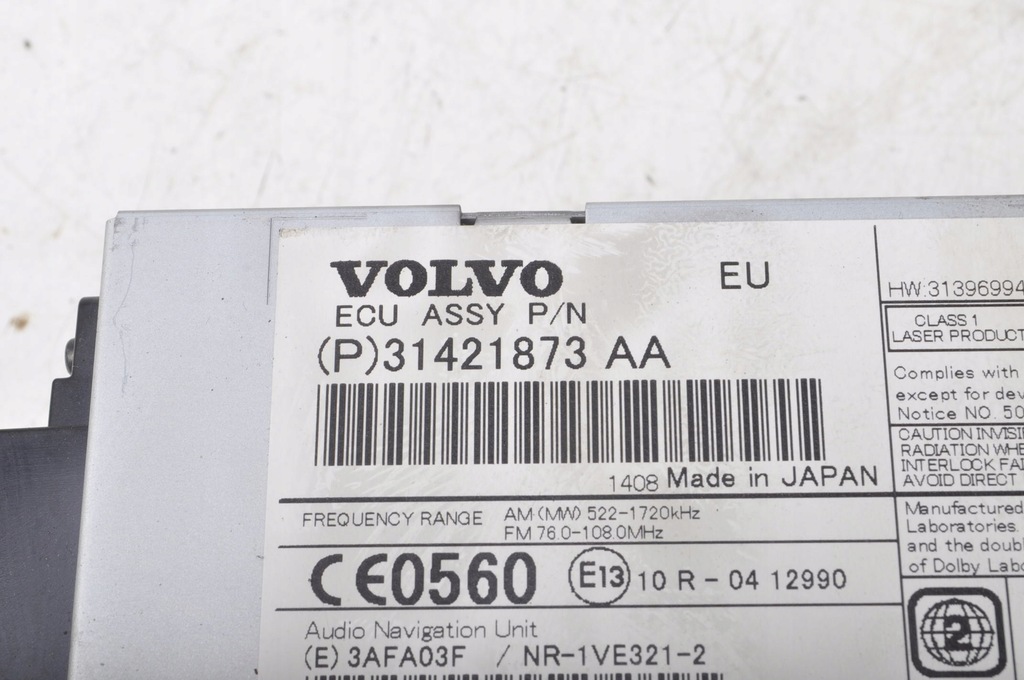 VOLVO EU
ECU ASSY P/N
(P)31421873 AA
1408 Made in JAPAN
FREQUENCY RANGE AM (MW) 522-1720kHz
FM 76.0-108.0MHz
CE0560 E13 10 R - 04 12990
Audio Navigation Unit
(E) 3AFA03F / NR-1VE321-2
HW:31396994
CLASS 1
LASER PRODUCT
Complies with
except for dev
Notice NO. 50
CAUTION INVISI
RADIATION WHE
INTERLOCK FAI
AVOID DIRECT
Manufactured
Laboratories.
and the doubl
of Dolby Labo
2